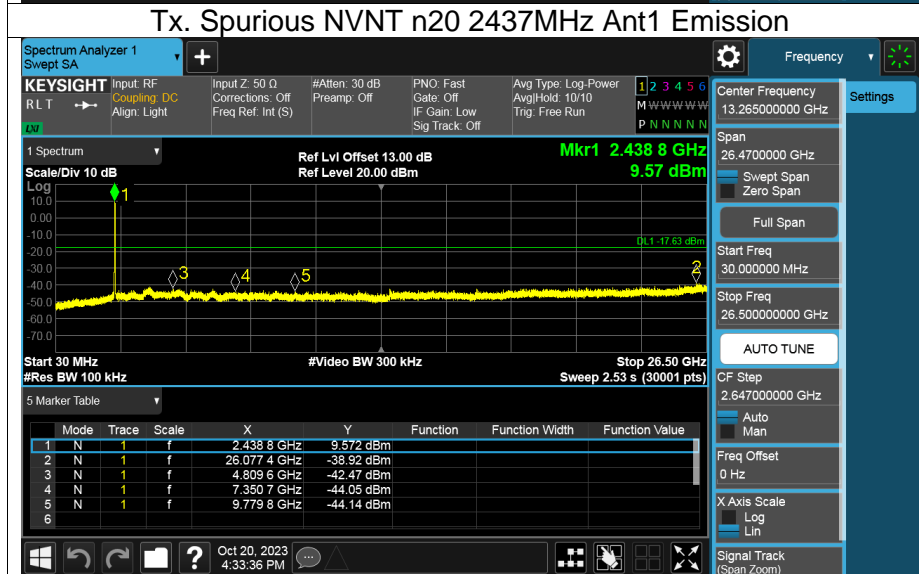 Tx. Spurious NVNT n20 2437MHz Ant1 Emission
Spectrum Analyzer 1
Swept SA
+
Frequency
KEYSIGHT
RLT
LXI
Input: RF
Coupling: DC
Align: Light
Input Z: 50 Ω
Corrections: Off
Freq Ref: Int (S)
#Atten: 30 dB
Preamp: Off
PNO: Fast
Gate: Off
IF Gain: Low
Sig Track: Off
Avg Type: Log-Power
Avg|Hold: 10/10
Trig: Free Run
1 2 3 4 5 6
M W W W W W
P N N N N N
Center Frequency
13.265000000 GHz
Settings
Span
26.4700000 GHz
Swept Span
Zero Span
Full Span
Start Freq
30.000000 MHz
Stop Freq
26.500000000 GHz
AUTO TUNE
CF Step
2.647000000 GHz
Auto
Man
Freq Offset
0 Hz
X Axis Scale
Log
Lin
Signal Track
(Span Zoom)
1 Spectrum
Scale/Div 10 dB
Ref Lvl Offset 13.00 dB
Ref Level 20.00 dBm
Mkr1 2.438 8 GHz
9.57 dBm
Log
10.0
0.00
-10.0
-20.0
-30.0
-40.0
-50.0
-60.0
-70.0
1
DL1 -17.63 dBm
2
3
4
5
Start 30 MHz
#Video BW 300 kHz
Stop 26.50 GHz
#Res BW 100 kHz
Sweep 2.53 s (30001 pts)
5 Marker Table
Mode Trace Scale X Y Function Function Width Function Value
1 N 1 f 2.438 8 GHz 9.572 dBm
2 N 1 f 26.077 4 GHz -38.92 dBm
3 N 1 f 4.809 6 GHz -42.47 dBm
4 N 1 f 7.350 7 GHz -44.05 dBm
5 N 1 f 9.779 8 GHz -44.14 dBm
6
?
Oct 20, 2023
4:33:36 PM